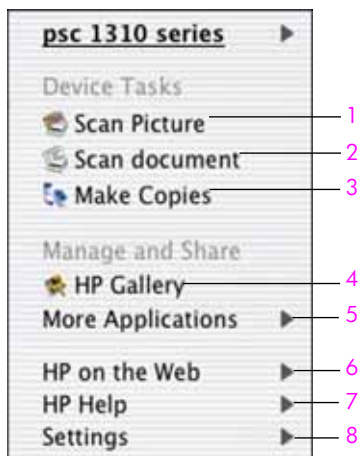 psc 1310 series
Device Tasks
Scan Picture 1
Scan document 2
Make Copies 3
Manage and Share
HP Gallery 4
More Applications 5
HP on the Web 6
HP Help 7
Settings 8